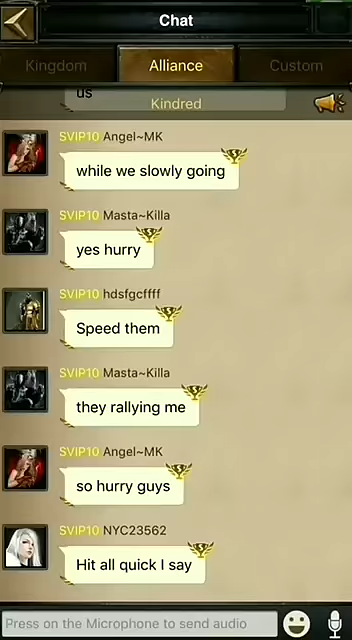 Chat
Kingdom Alliance Custom
us
Kindred
SVIP10 Angel~MK
while we slowly going
SVIP10 Masta~Killa
yes hurry
SVIP10 hdsfgcffff
Speed them
SVIP10 Masta~Killa
they rallying me
SVIP10 Angel~MK
so hurry guys
SVIP10 NYC23562
Hit all quick I say
Press on the Microphone to send audio